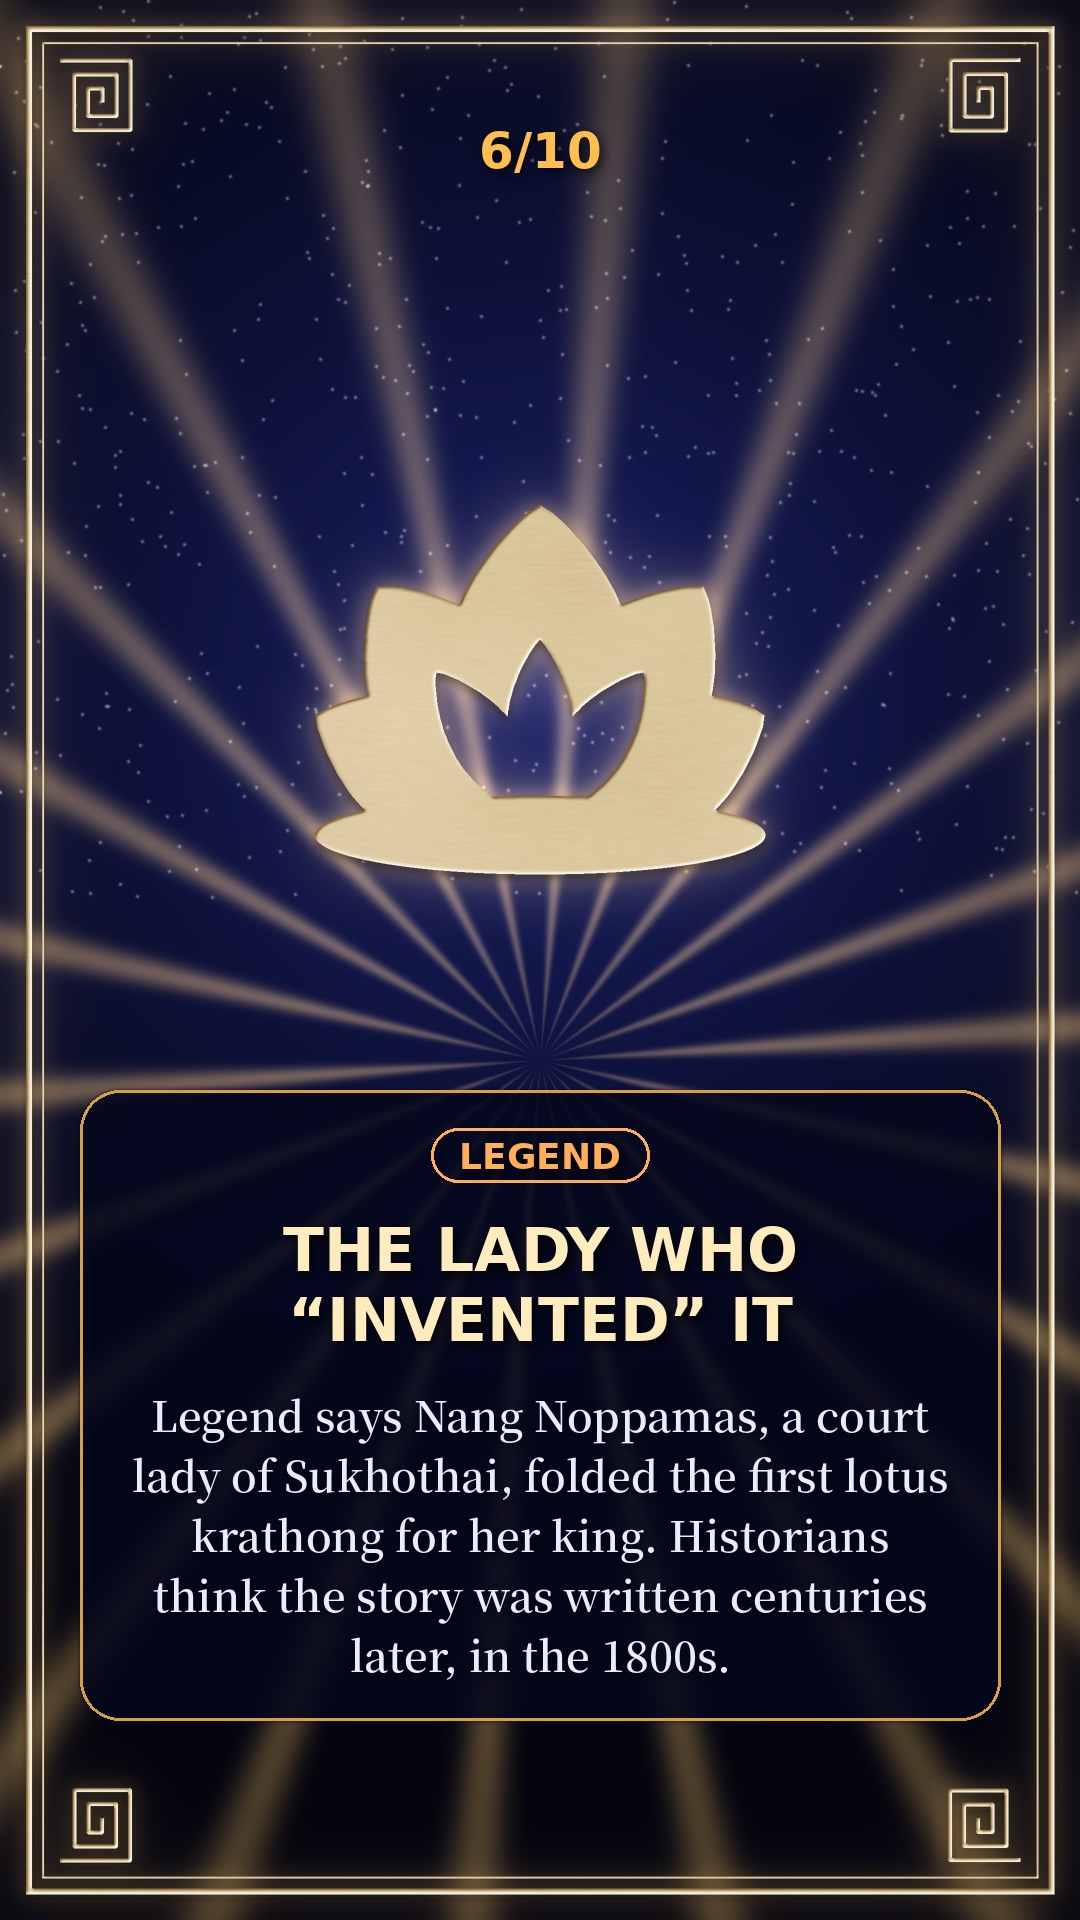 6/10
LEGEND
THE LADY WHO
“INVENTED” IT
Legend says Nang Noppamas, a court
lady of Sukhothai, folded the first lotus
krathong for her king. Historians
think the story was written centuries
later, in the 1800s.